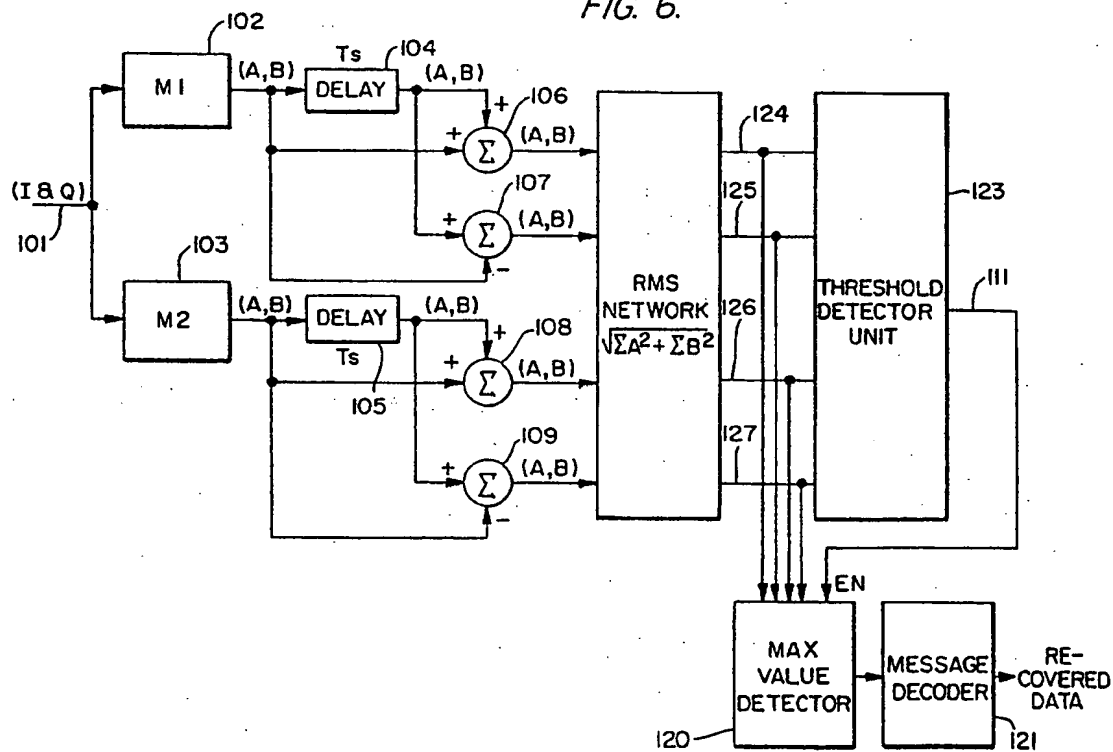 FIG. 6.
102
M1
(A,B)
Ts
104
DELAY
(A,B)
+
106
+
Σ
(A,B)
107
+
Σ
(A,B)
-
(I & Q)
101
103
M2
(A,B)
DELAY
Ts
105
(A,B)
+
108
+
Σ
(A,B)
109
+
Σ
(A,B)
-
RMS
NETWORK
√ΣA²+ΣB²
124
125
126
127
123
THRESHOLD
DETECTOR
UNIT
111
EN
MAX
VALUE
DETECTOR
120
MESSAGE
DECODER
121
RE-
COVERED
DATA